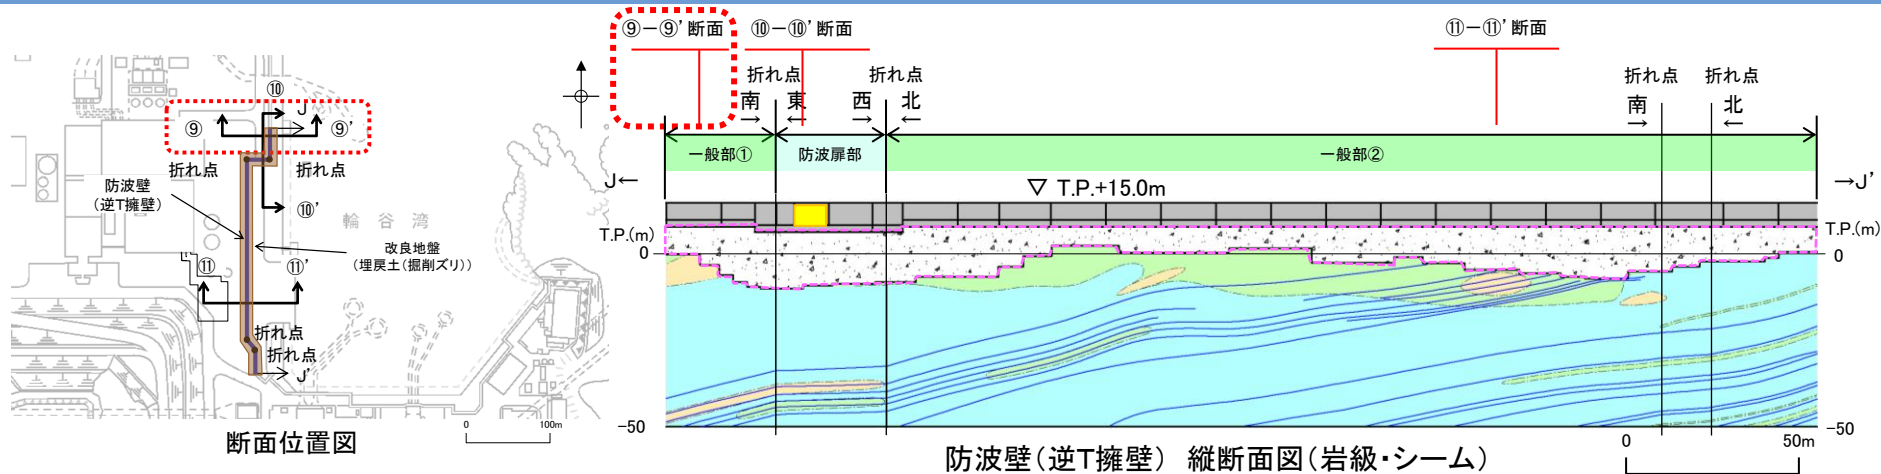 ⑩
J
⑨
⑨'
折れ点
折れ点
防波壁
(逆T擁壁)
⑩'
輪谷湾
改良地盤
(埋戻土(掘削ズリ))
⑪
⑪'
折れ点
折れ点
J'
0 100m
断面位置図
⑨－⑨'断面
⑩－⑩'断面
⑪－⑪'断面
折れ点
折れ点
折れ点
折れ点
南
東
西
北
南
北
一般部①
防波扉部
一般部②
J←
→J'
▽ T.P.+15.0m
T.P.(m)
T.P.(m)
0
0
-50
-50
0 50m
防波壁(逆T擁壁) 縦断面図(岩級・シーム)